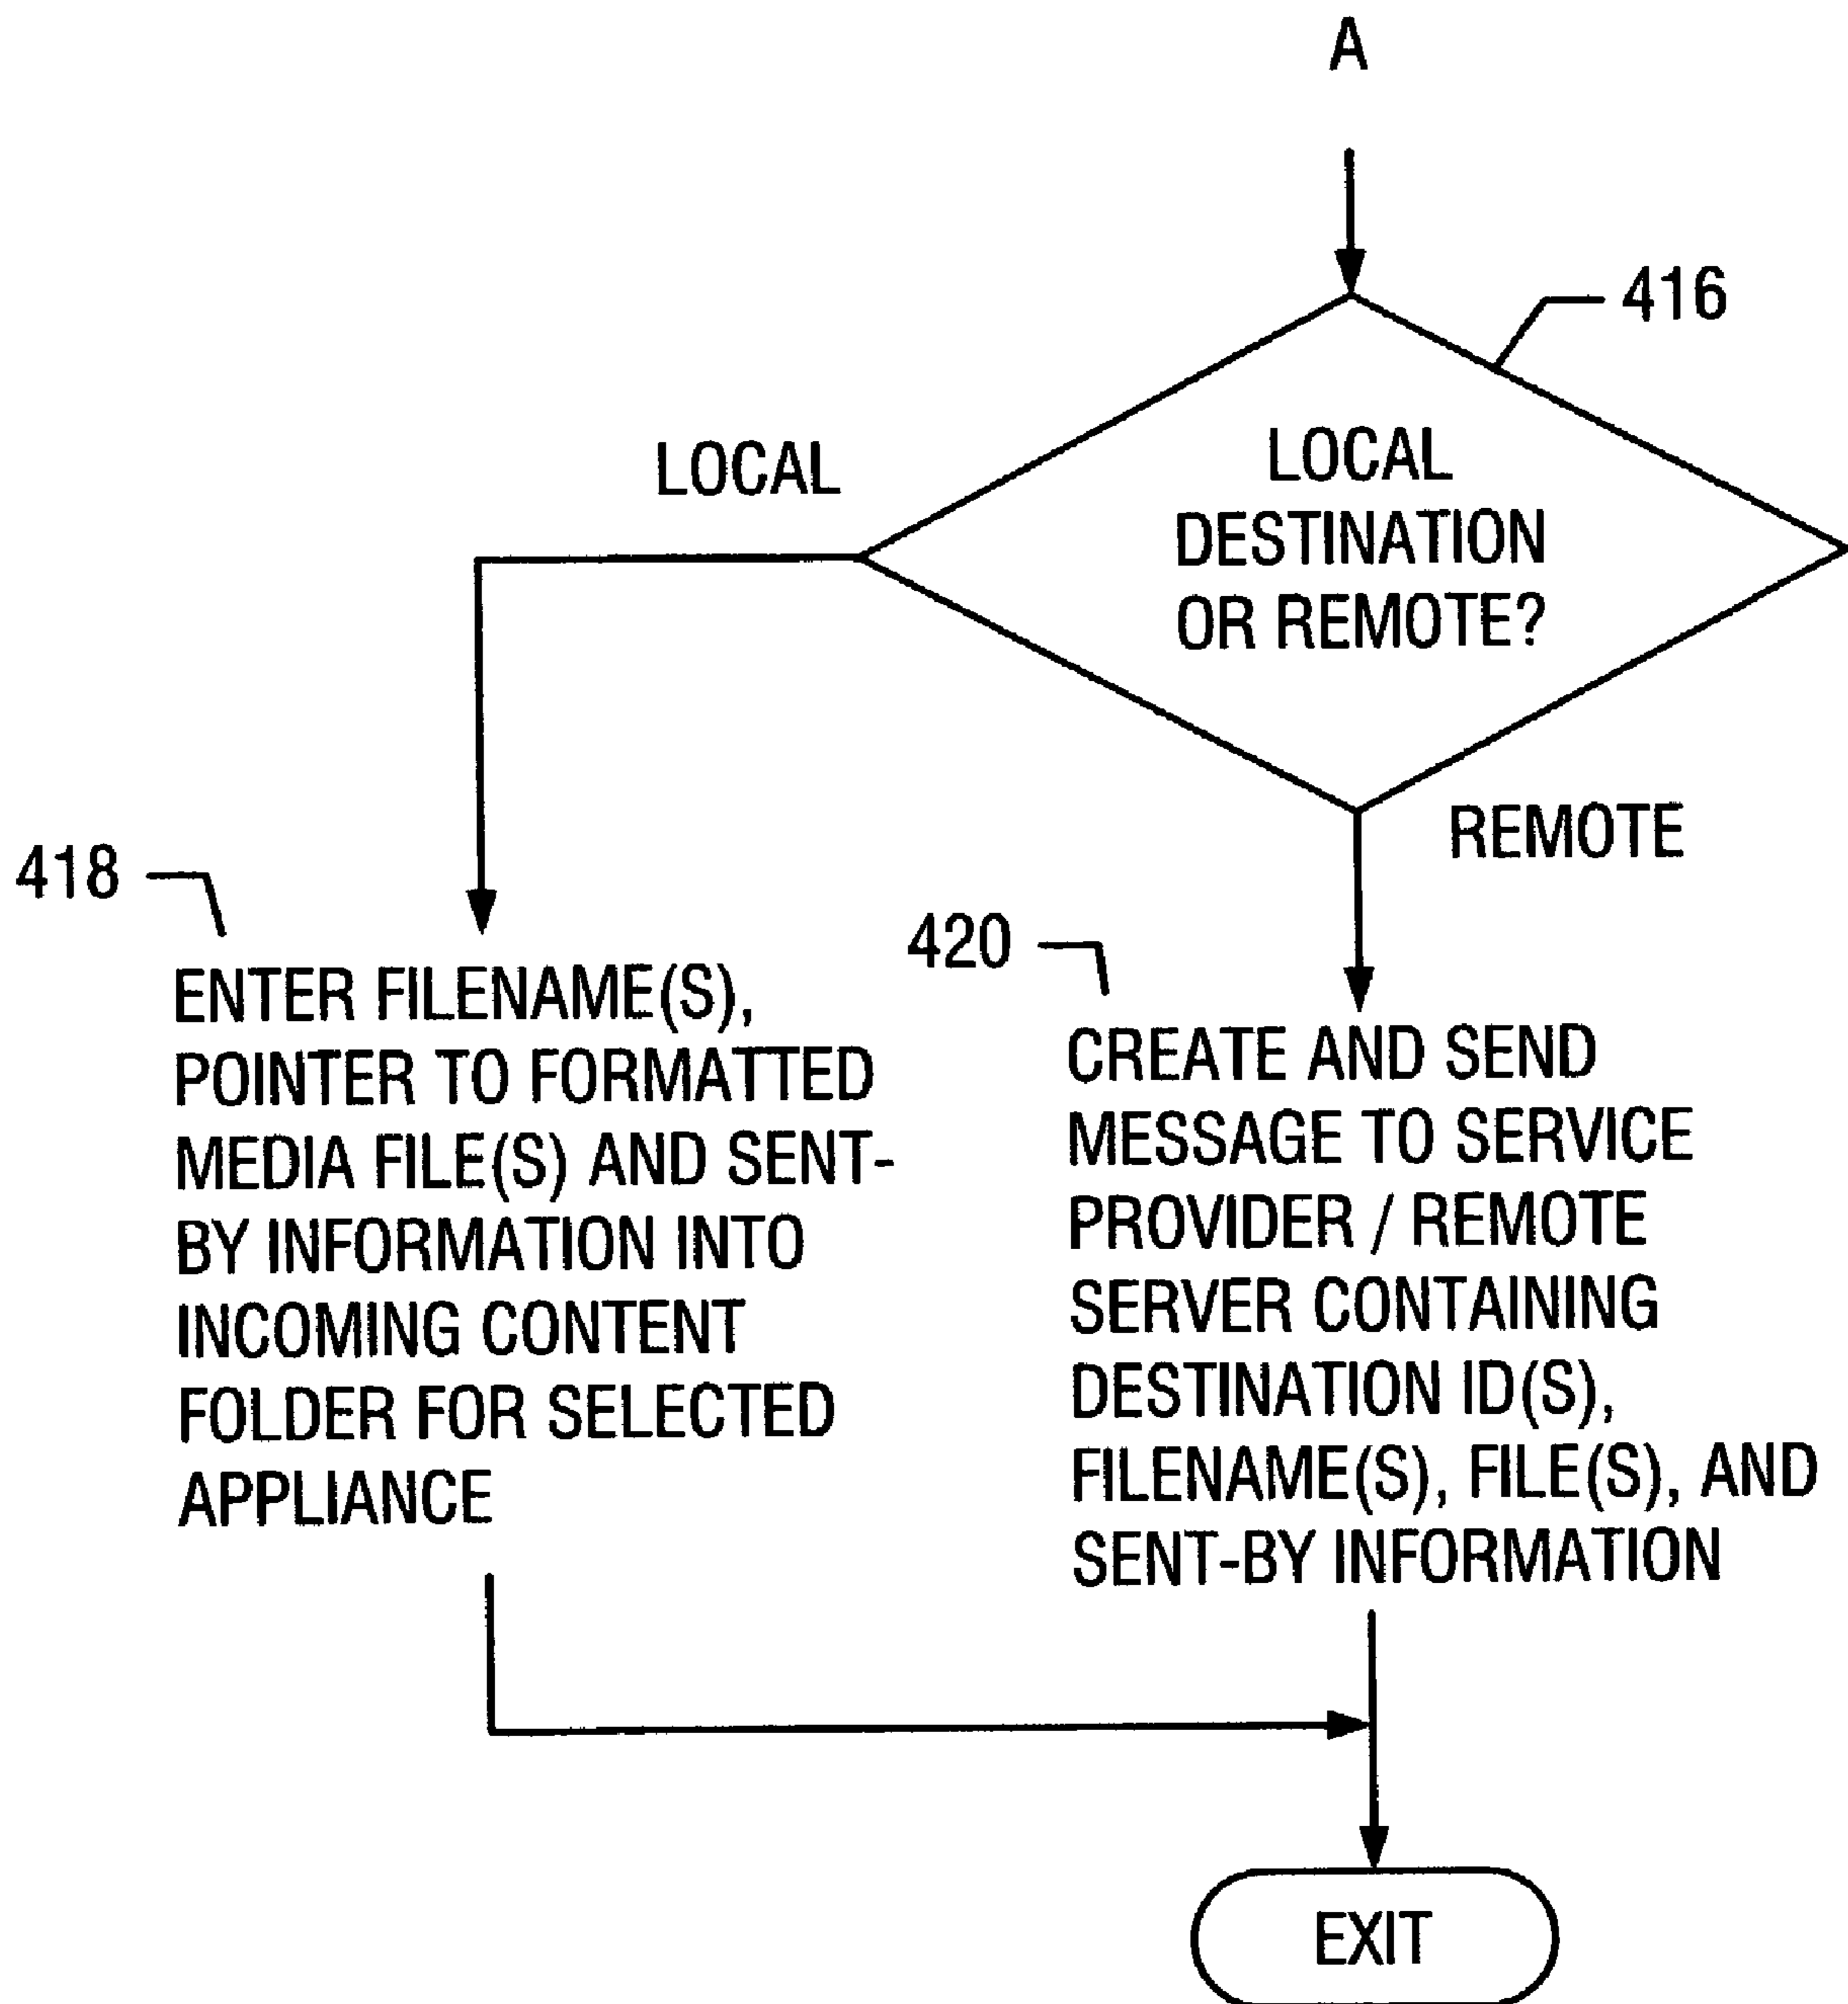 A
416
LOCAL
LOCAL
DESTINATION
OR REMOTE?
REMOTE
418
ENTER FILENAME(S),
POINTER TO FORMATTED
MEDIA FILE(S) AND SENT-
BY INFORMATION INTO
INCOMING CONTENT
FOLDER FOR SELECTED
APPLIANCE
420
CREATE AND SEND
MESSAGE TO SERVICE
PROVIDER / REMOTE
SERVER CONTAINING
DESTINATION ID(S),
FILENAME(S), FILE(S), AND
SENT-BY INFORMATION
EXIT